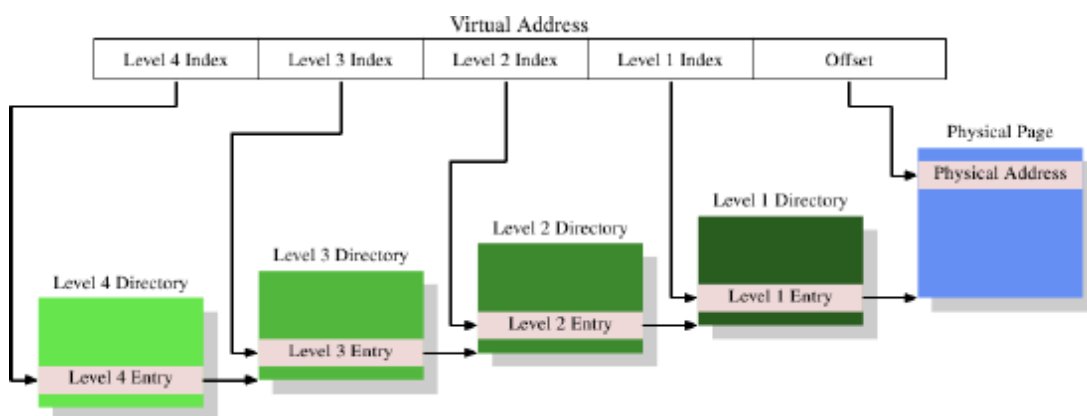 Virtual Address
Level 4 Index
Level 3 Index
Level 2 Index
Level 1 Index
Offset
Physical Page
Physical Address
Level 1 Directory
Level 2 Directory
Level 3 Directory
Level 4 Directory
Level 1 Entry
Level 2 Entry
Level 3 Entry
Level 4 Entry